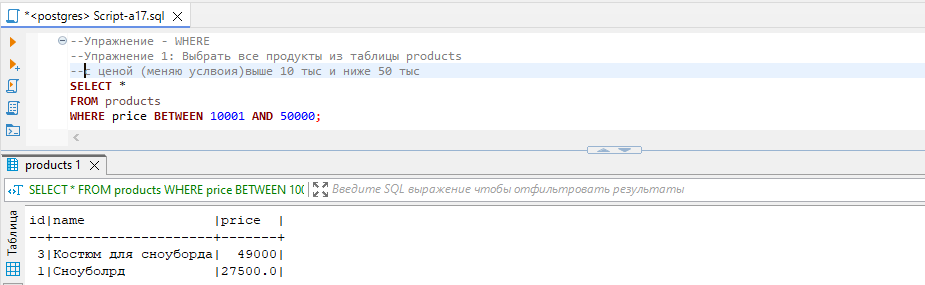 *<postgres> Script-a17.sql
--Упражнение - WHERE
--Упражнение 1: Выбрать все продукты из таблицы products
--с ценой (меняю услвоия)выше 10 тыс и ниже 50 тыс
SELECT *
FROM products
WHERE price BETWEEN 10001 AND 50000;
products 1
SELECT * FROM products WHERE price BETWEEN 100
Введите SQL выражение чтобы отфильтровать результаты
Таблица
id|name |price |
--+--------------------+-------+
3|Костюм для сноуборда| 49000|
1|Сноуболрд |27500.0|